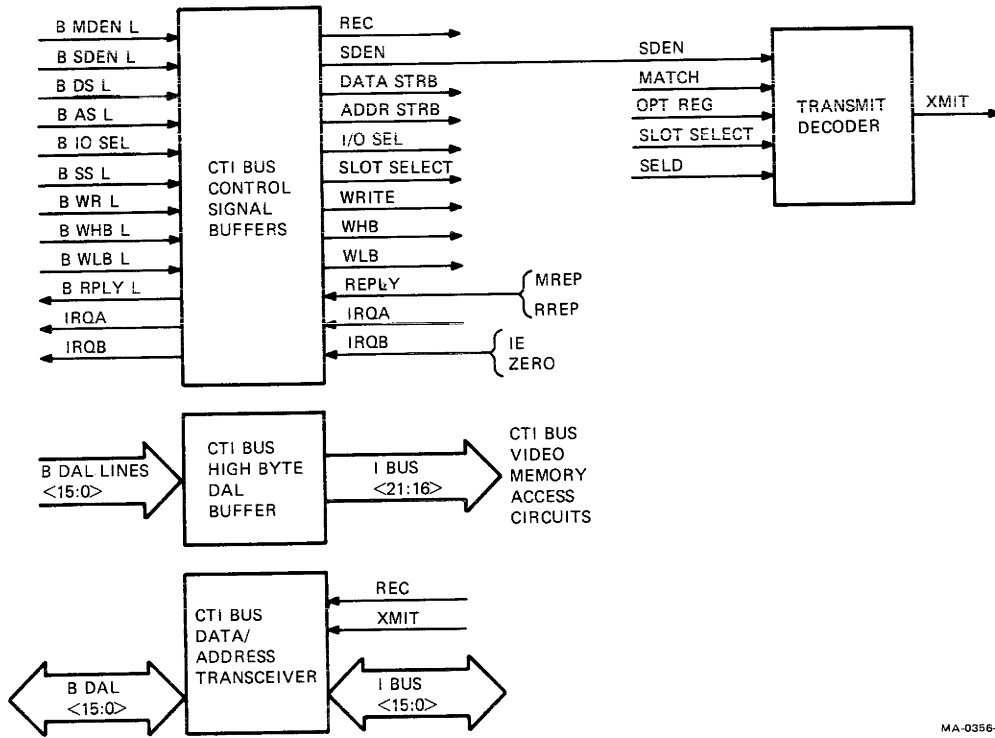 B MDEN L
B SDEN L
B DS L
B AS L
B IO SEL
B SS L
B WR L
B WHB L
B WLB L
B RPLY L
IRQA
IRQB
CTI BUS
CONTROL
SIGNAL
BUFFERS
REC
SDEN
DATA STRB
ADDR STRB
I/O SEL
SLOT SELECT
WRITE
WHB
WLB
REPLY
IRQA
IRQB
MREP
RREP
IE
ZERO
SDEN
MATCH
OPT REG
SLOT SELECT
SELD
TRANSMIT
DECODER
XMIT
B DAL LINES
<15:0>
CTI BUS
HIGH BYTE
DAL
BUFFER
I BUS
<21:16>
CTI BUS
VIDEO
MEMORY
ACCESS
CIRCUITS
B DAL
<15:0>
CTI BUS
DATA/
ADDRESS
TRANSCEIVER
REC
XMIT
I BUS
<15:0>
MA-0356-